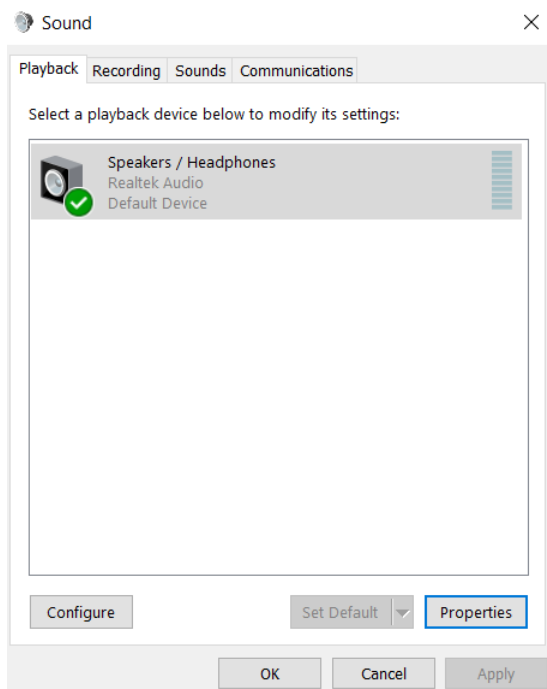 Sound
Playback Recording Sounds Communications
Select a playback device below to modify its settings:
Speakers / Headphones
Realtek Audio
Default Device
Configure Set Default Properties
OK Cancel Apply